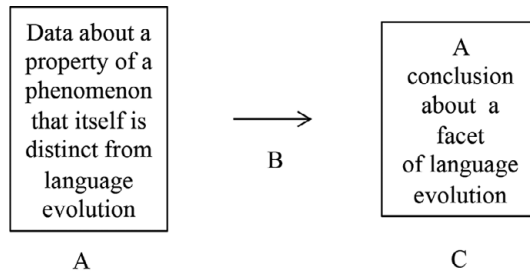 Data about a
property of a
phenomenon
that itself is
distinct from
language
evolution
A
B
A
conclusion
about a
facet
of language
evolution
C